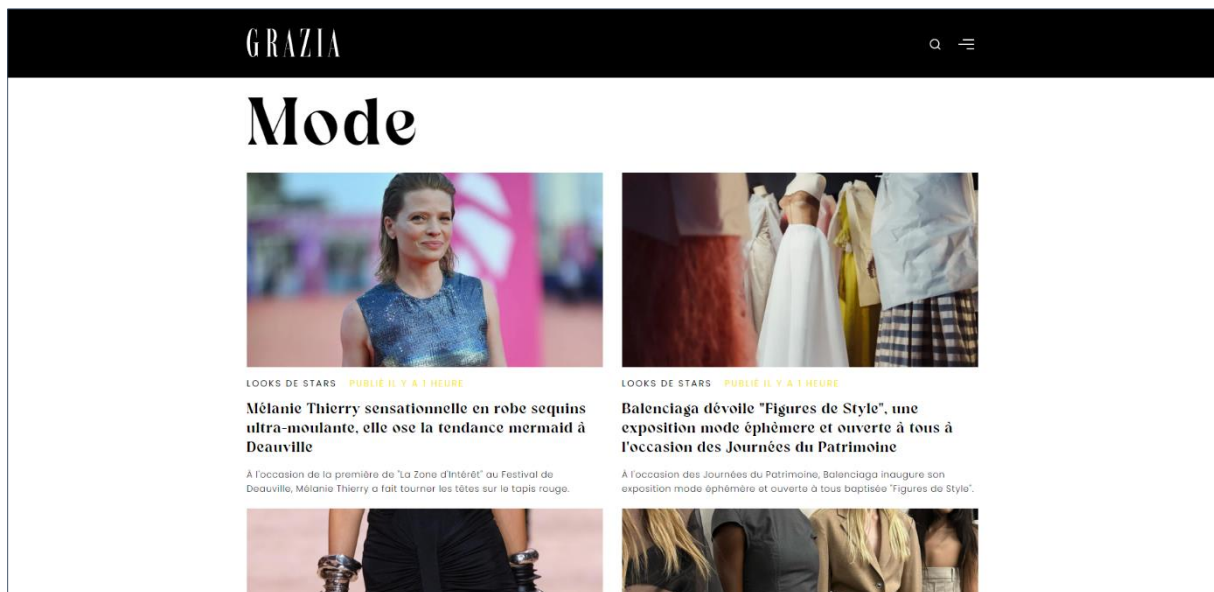 GRAZIA
Mode
LOOKS DE STARS PUBLIÉ IL Y A 1 HEURE
Mélanie Thierry sensationnelle en robe sequins
ultra-moulante, elle ose la tendance mermaid à
Deauville
À l'occasion de la première de "La Zone d'Intérêt" au Festival de
Deauville, Mélanie Thierry a fait tourner les têtes sur le tapis rouge.
LOOKS DE STARS PUBLIÉ IL Y A 1 HEURE
Balenciaga dévoile "Figures de Style", une
exposition mode éphémère et ouverte à tous à
l'occasion des Journées du Patrimoine
À l'occasion des Journées du Patrimoine, Balenciaga inaugure son
exposition mode éphémère et ouverte à tous baptisée "Figures de Style".